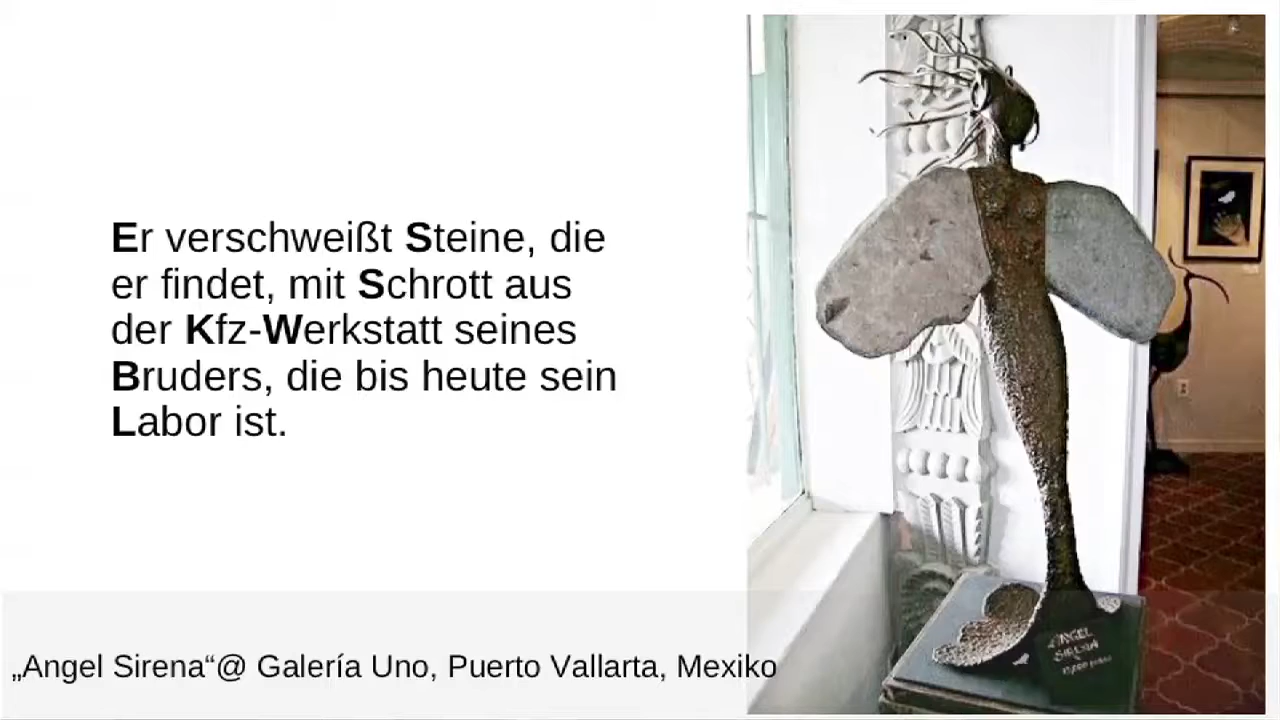 Er verschweißt Steine, die
er findet, mit Schrott aus
der Kfz-Werkstatt seines
Bruders, die bis heute sein
Labor ist.
„Angel Sirena“@ Galería Uno, Puerto Vallarta, Mexiko
ANGEL
SIRENA